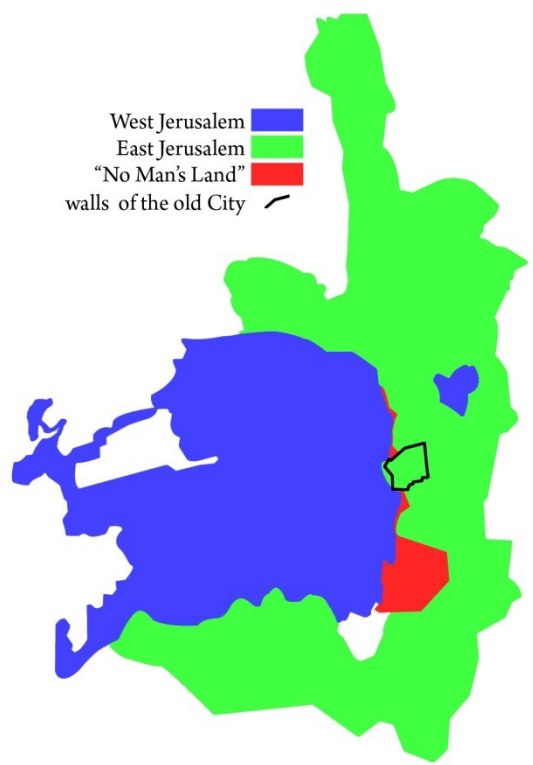 West Jerusalem
East Jerusalem
“No Man’s Land”
walls of the old City